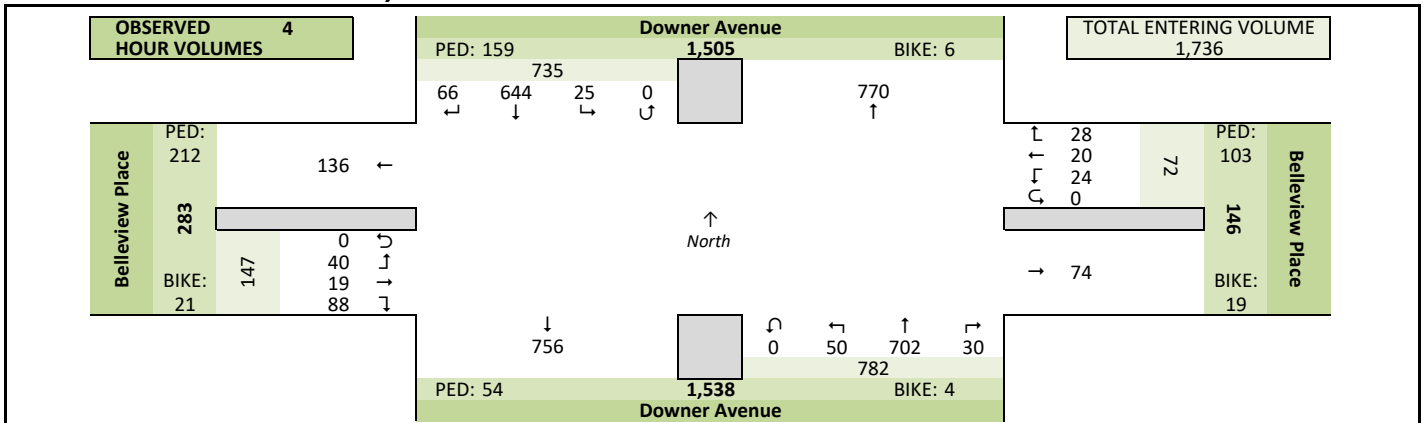 OBSERVED 4
HOUR VOLUMES
Downer Avenue
PED: 159 1,505 BIKE: 6
TOTAL ENTERING VOLUME
1,736
735
66 644 25 0
↵ ↓ ↳ ↺
770
↑
Belleview Place
PED:
212
283
BIKE:
21
147
136 ←
0 ⮌
40 ↲
19 →
88 ↴
↑
North
↑ 28
← 20
↓ 24
↪ 0
72
→ 74
PED:
103
146
BIKE:
19
Belleview Place
↓
756
↶ ↰ ↑ ↱
0 50 702 30
782
PED: 54 1,538 BIKE: 4
Downer Avenue